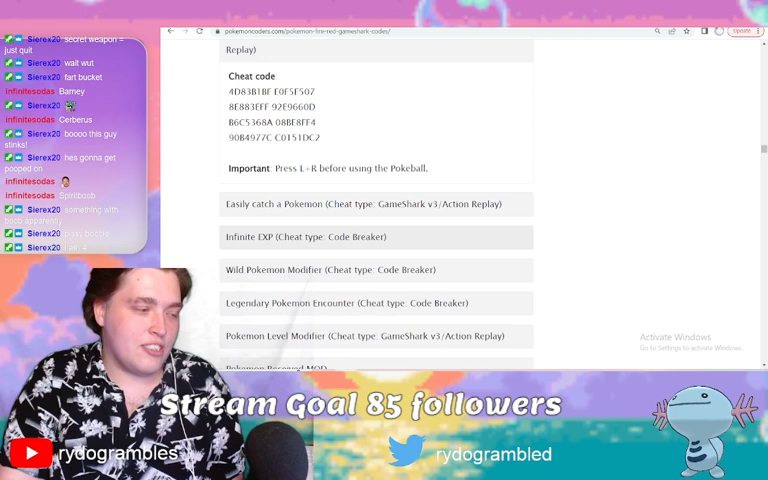 Sierex20 secret weapon =
just quit
Sierex20 wait wut
Sierex20 fart bucket
Infinitesodas Barney
Sierex20
Infinitesodas Cerberus
Sierex20 boooo this guy
stinks!
Sierex20 hes gonna get
pooped on
Infinitesodas
Infinitesodas Spiritboob
Sierex20 something with
boob apparently
Sierex20
Sierex20
pokemoncoders.com/pokemon-fire-red-gameshark-codes/
Update
Replay)
Cheat code
4D83B1BF E0F5F507
8E883EFF 92E9660D
B6C5368A 08BE8FF4
90B4977C C0151DC2
Important: Press L+R before using the Pokeball.
Easily catch a Pokemon (Cheat type: GameShark v3/Action Replay)
Infinite EXP (Cheat type: Code Breaker)
Wild Pokemon Modifier (Cheat type: Code Breaker)
Legendary Pokemon Encounter (Cheat type: Code Breaker)
Pokemon Level Modifier (Cheat type: GameShark v3/Action Replay)
Activate Windows
Go to Settings to activate Windows.
Stream Goal 85 followers
rydogrambles
rydogrambled